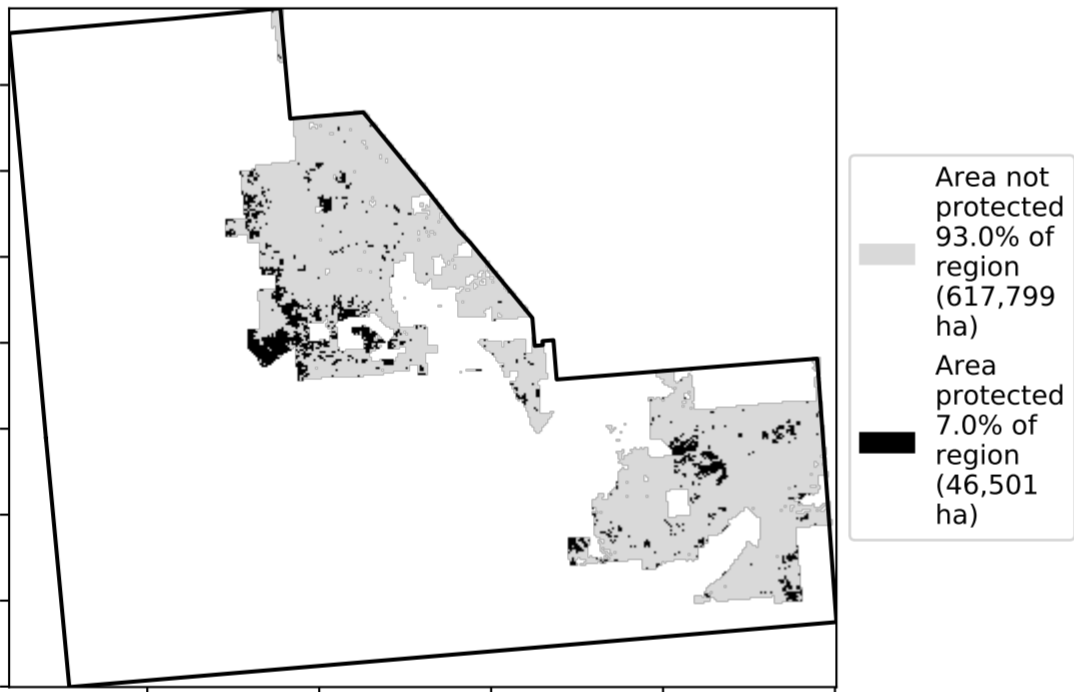 Area not
protected
93.0% of
region
(617,799
ha)
Area
protected
7.0% of
region
(46,501
ha)